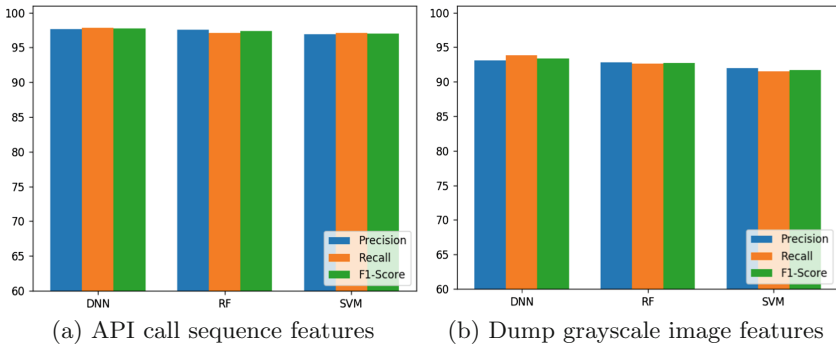 100
95
90
85
80
75
70
65
60
Precision
Recall
F1-Score
DNN RF SVM
(a) API call sequence features
100
95
90
85
80
75
70
65
60
Precision
Recall
F1-Score
DNN RF SVM
(b) Dump grayscale image features